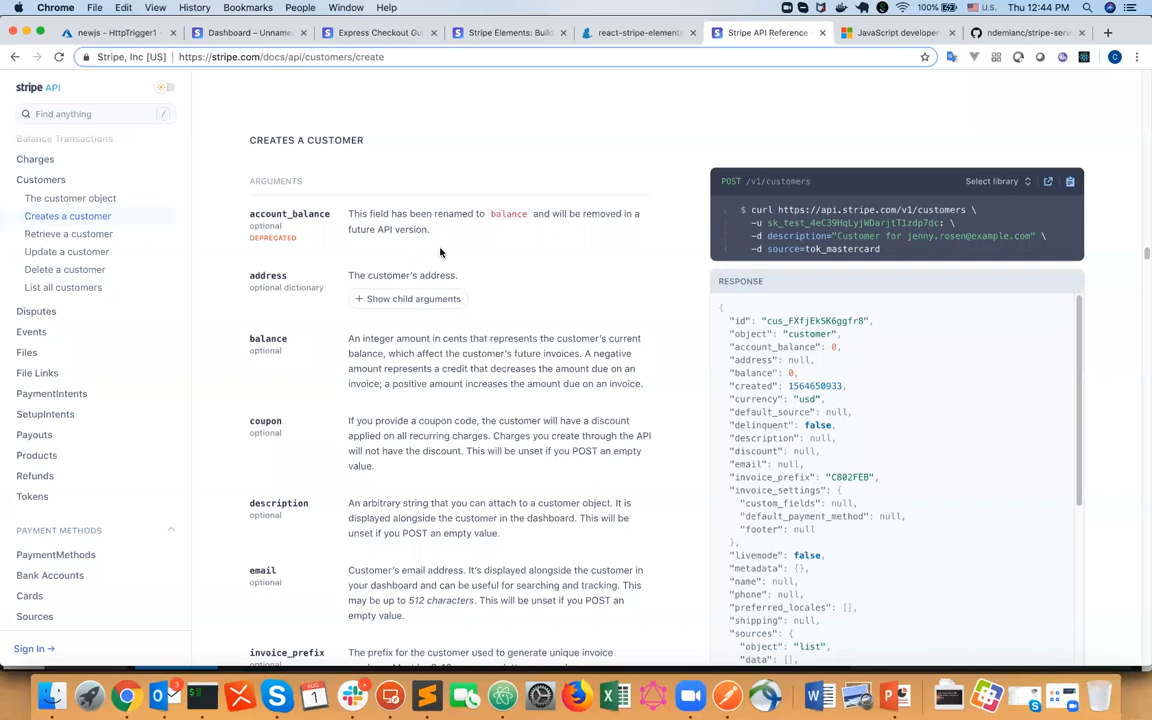 Chrome File Edit View History Bookmarks People Window Help 100% U.S. Thu 12:44 PM
newjs - HttpTrigger1 - Dashboard – Unname Express Checkout Gu Stripe Elements: Buil react-stripe-elements Stripe API Reference JavaScript developer ndemianc/stripe-serv
Stripe, Inc [US] | https://stripe.com/docs/api/customers/create
stripe API
Find anything /
Balance Transactions
Charges
Customers
The customer object
Creates a customer
Retrieve a customer
Update a customer
Delete a customer
List all customers
Disputes
Events
Files
File Links
PaymentIntents
SetupIntents
Payouts
Products
Refunds
Tokens
PAYMENT METHODS
PaymentMethods
Bank Accounts
Cards
Sources
Sign In →
CREATES A CUSTOMER
ARGUMENTS
account_balance
optional
DEPRECATED
This field has been renamed to balance and will be removed in a
future API version.
address
optional dictionary
The customer's address.
+ Show child arguments
balance
optional
An integer amount in cents that represents the customer's current
balance, which affect the customer's future invoices. A negative
amount represents a credit that decreases the amount due on an
invoice; a positive amount increases the amount due on an invoice.
coupon
optional
If you provide a coupon code, the customer will have a discount
applied on all recurring charges. Charges you create through the API
will not have the discount. This will be unset if you POST an empty
value.
description
optional
An arbitrary string that you can attach to a customer object. It is
displayed alongside the customer in the dashboard. This will be
unset if you POST an empty value.
email
optional
Customer's email address. It's displayed alongside the customer in
your dashboard and can be useful for searching and tracking. This
may be up to 512 characters. This will be unset if you POST an
empty value.
invoice_prefix
optional
The prefix for the customer used to generate unique invoice
POST /v1/customers Select library
1 $ curl https://api.stripe.com/v1/customers \
2 -u sk_test_4eC39HqLyjWDarjtT1zdp7dc: \
3 -d description="Customer for jenny.rosen@example.com" \
4 -d source=tok_mastercard
RESPONSE
{
"id": "cus_FXfjEkSK6ggfr8",
"object": "customer",
"account_balance": 0,
"address": null,
"balance": 0,
"created": 1564650933,
"currency": "usd",
"default_source": null,
"delinquent": false,
"description": null,
"discount": null,
"email": null,
"invoice_prefix": "C802FEB",
"invoice_settings": {
"custom_fields": null,
"default_payment_method": null,
"footer": null
},
"livemode": false,
"metadata": {},
"name": null,
"phone": null,
"preferred_locales": [],
"shipping": null,
"sources": {
"object": "list",
"data": [],